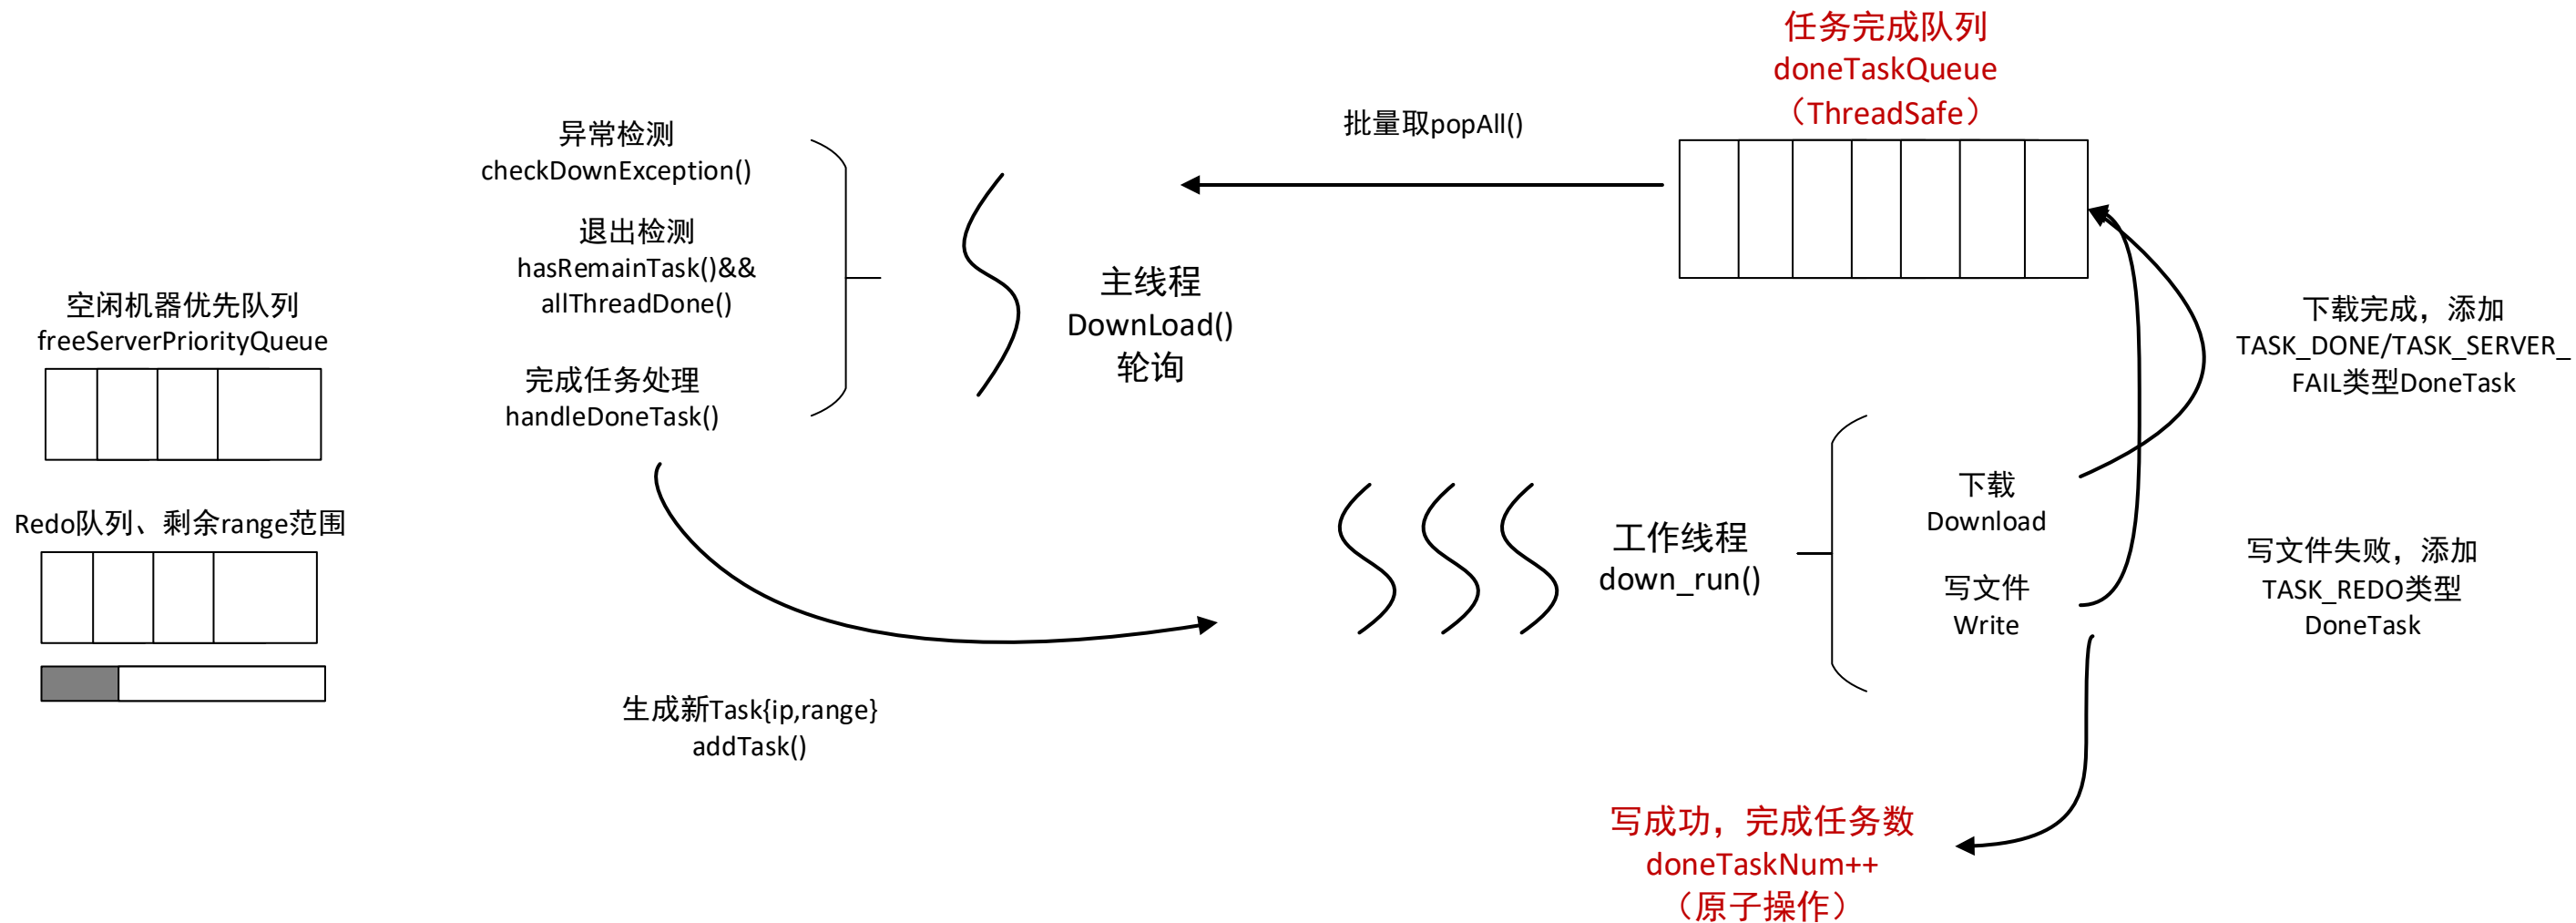 任务完成队列
doneTaskQueue
（ThreadSafe）
批量取popAll()
异常检测
checkDownException()
退出检测
hasRemainTask()&&
allThreadDone()
完成任务处理
handleDoneTask()
主线程
DownLoad()
轮询
空闲机器优先队列
freeServerPriorityQueue
Redo队列、剩余range范围
下载完成，添加
TASK_DONE/TASK_SERVER_
FAIL类型DoneTask
下载
Download
写文件
Write
工作线程
down_run()
写文件失败，添加
TASK_REDO类型
DoneTask
生成新Task{ip,range}
addTask()
写成功，完成任务数
doneTaskNum++
（原子操作）